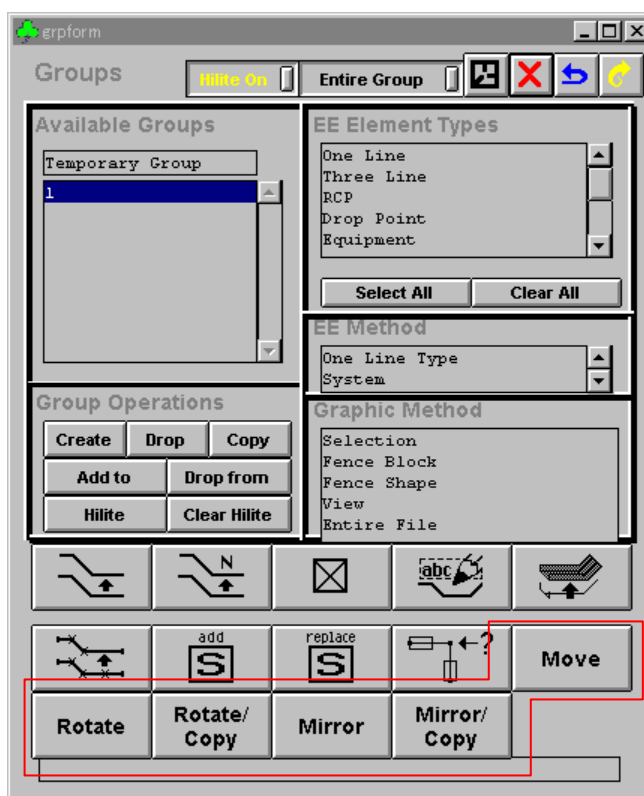 grpform
Groups
Hilite On
Entire Group
Available Groups
Temporary Group
1
EE Element Types
One Line
Three Line
RCP
Drop Point
Equipment
Select All
Clear All
EE Method
One Line Type
System
Group Operations
Create
Drop
Copy
Add to
Drop from
Hilite
Clear Hilite
Graphic Method
Selection
Fence Block
Fence Shape
View
Entire File
N
abc
add
S
replace
S
?
Move
Rotate
Rotate/
Copy
Mirror
Mirror/
Copy